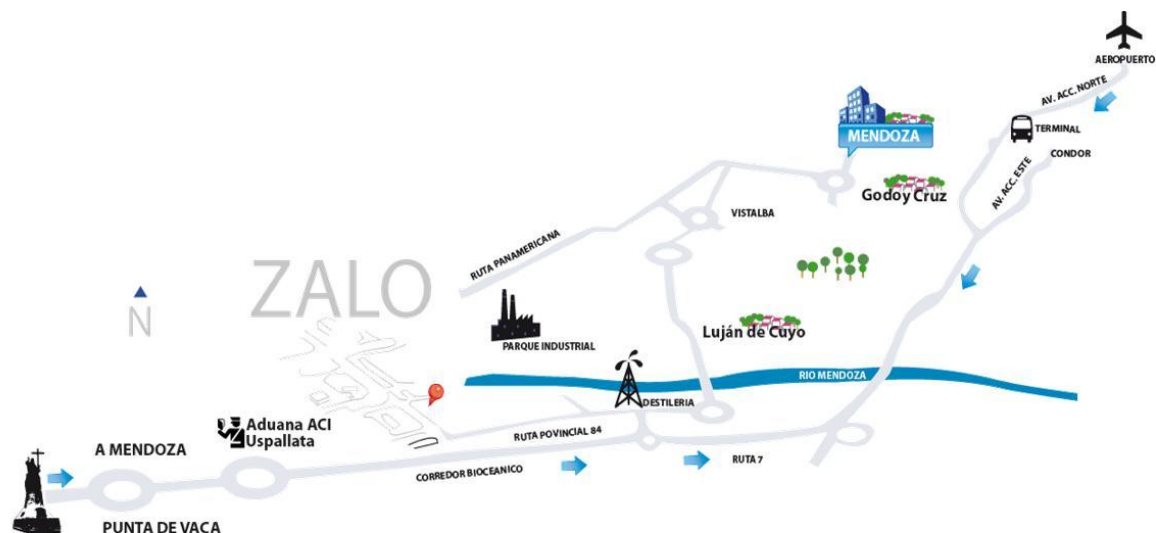 AEROPUERTO
AV. ACC. NORTE
MENDOZA
TERMINAL
CONDOR
AV. ACC. ESTE
Godoy Cruz
VISTALBA
RUTA PANAMERICANA
ZALO
N
PARQUE INDUSTRIAL
Luján de Cuyo
RIO MENDOZA
DESTILERIA
Aduana ACI
Uspallata
RUTA POVINCIAL 84
A MENDOZA
CORREDOR BIOCEANICO
RUTA 7
PUNTA DE VACA